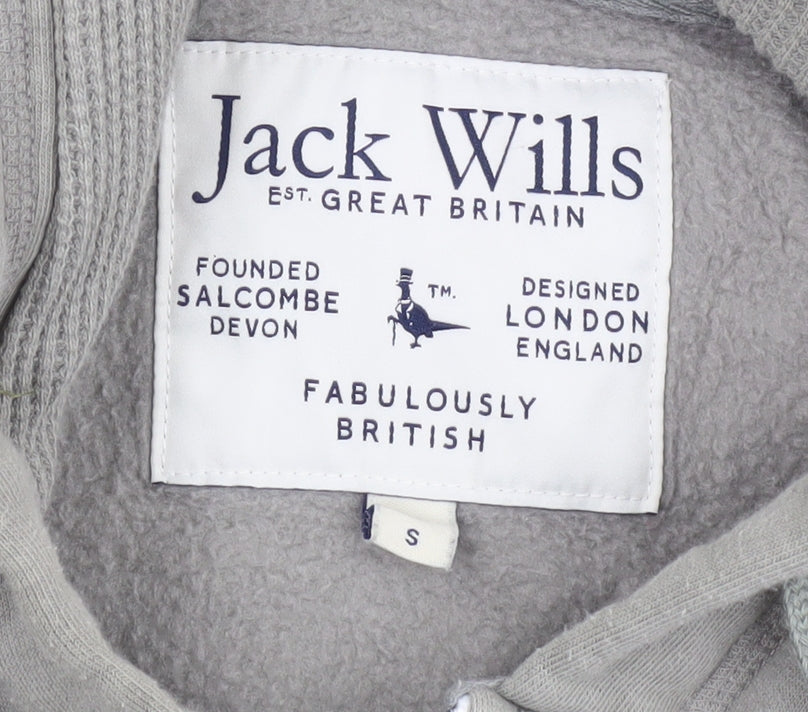 Jack Wills
EST. GREAT BRITAIN
FOUNDED
SALCOMBE
DEVON
TM.
DESIGNED
LONDON
ENGLAND
FABULOUSLY
BRITISH
S